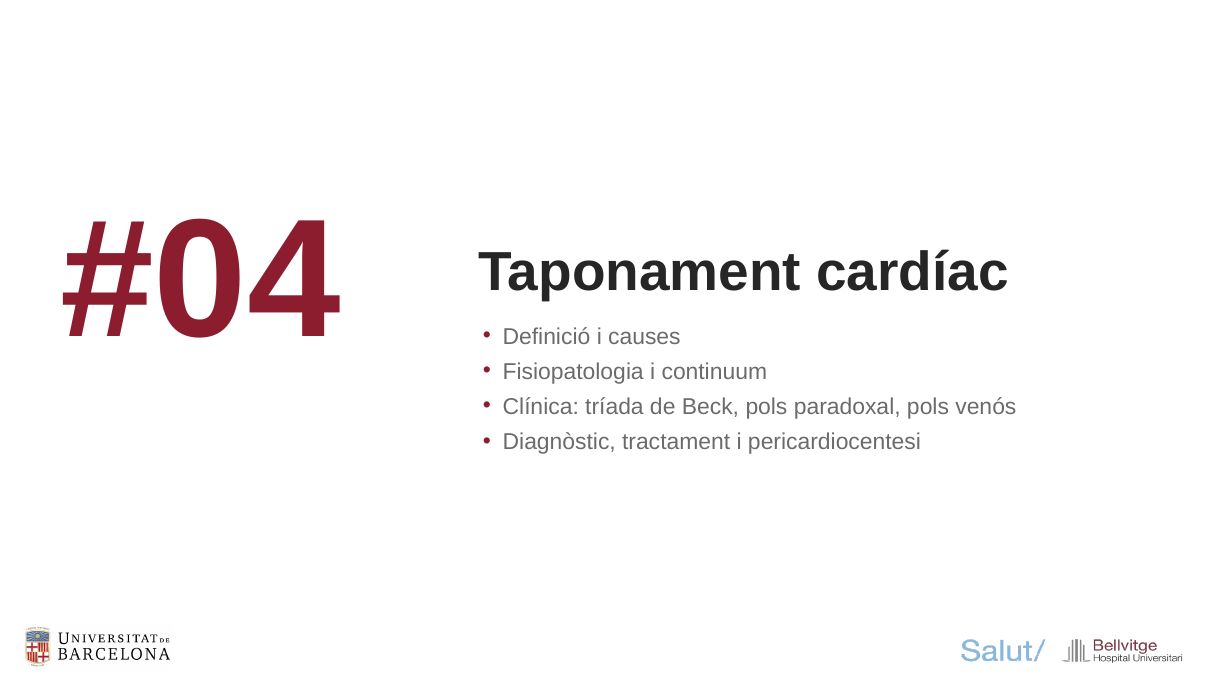 #04
Taponament cardíac
• Definició i causes
• Fisiopatologia i continuum
• Clínica: tríada de Beck, pols paradoxal, pols venós
• Diagnòstic, tractament i pericardiocentesi
UNIVERSITAT DE
BARCELONA
Salut/
Bellvitge
Hospital Universitari